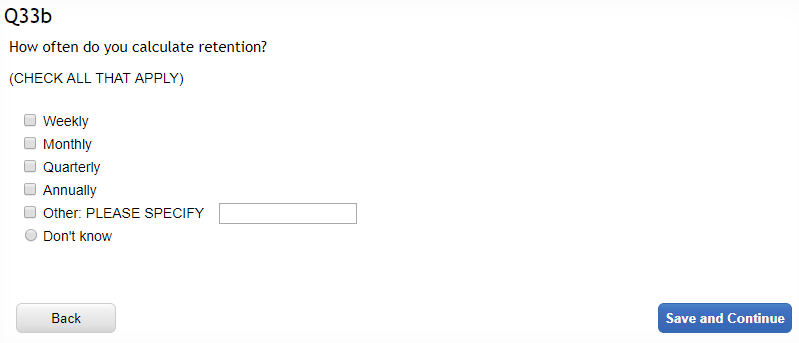 Q33b
How often do you calculate retention?
(CHECK ALL THAT APPLY)
Weekly
Monthly
Quarterly
Annually
Other: PLEASE SPECIFY
Don't know
Back
Save and Continue